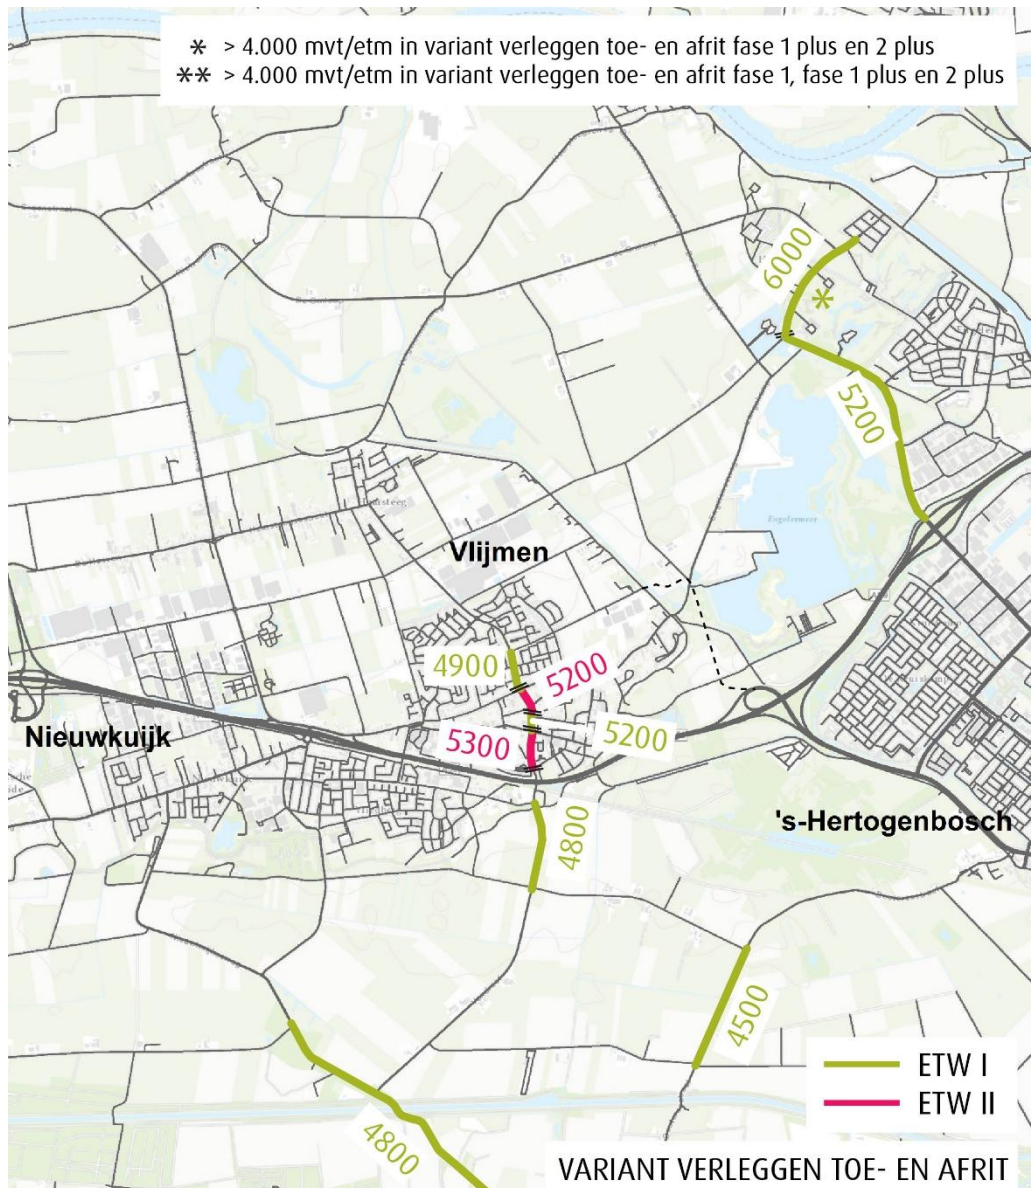 * > 4.000 mvt/etm in variant verleggen toe- en afrit fase 1 plus en 2 plus
** > 4.000 mvt/etm in variant verleggen toe- en afrit fase 1, fase 1 plus en 2 plus
6000
*
5200
Haarsteeg
Vlijmen
Engelermeer
4900
5200
5200
5300
Nieuwkuijk
's-Hertogenbosch
4800
4500
4800
ETW I
ETW II
VARIANT VERLEGGEN TOE- EN AFRIT